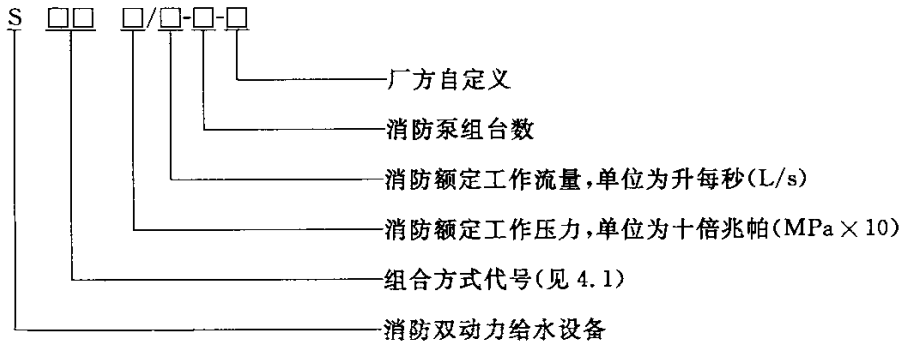 S □□ □/□-□-□
厂方自定义
消防泵组台数
消防额定工作流量,单位为升每秒(L/s)
消防额定工作压力,单位为十倍兆帕(MPa×10)
组合方式代号(见 4.1)
消防双动力给水设备